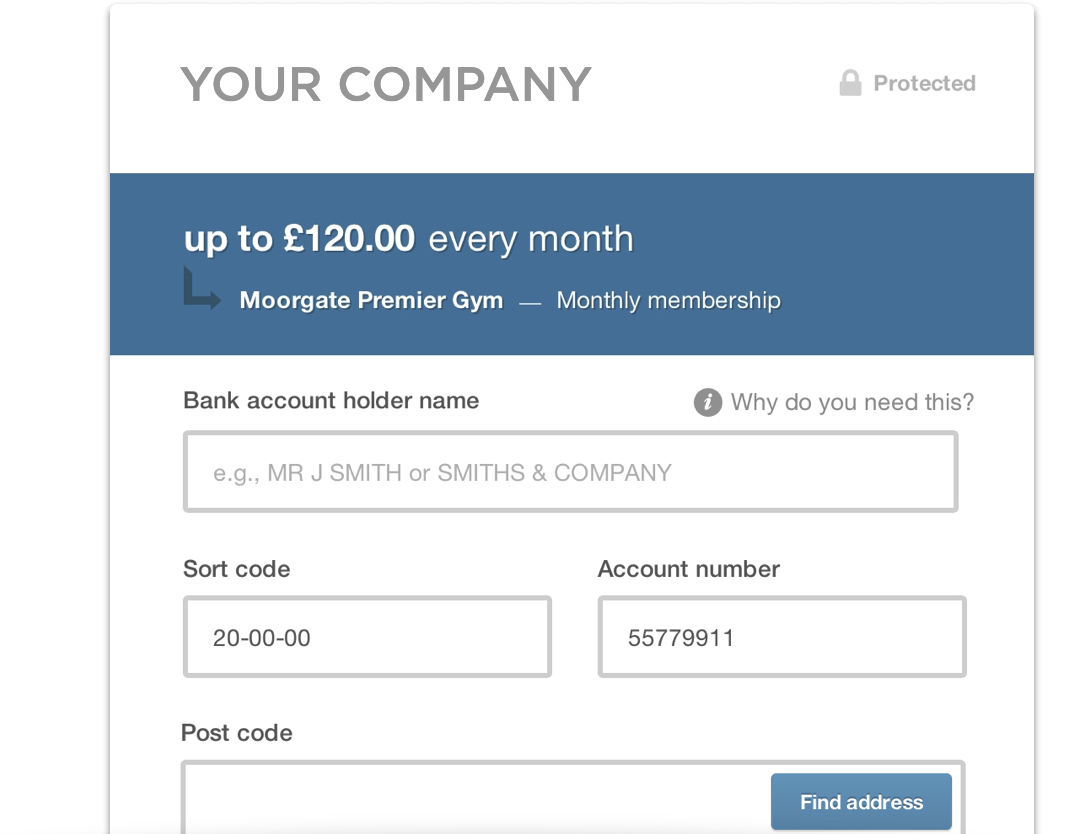 YOUR COMPANY
Protected
up to £120.00 every month
Moorgate Premier Gym — Monthly membership
Bank account holder name
Why do you need this?
e.g., MR J SMITH or SMITHS & COMPANY
Sort code
Account number
20-00-00
55779911
Post code
Find address